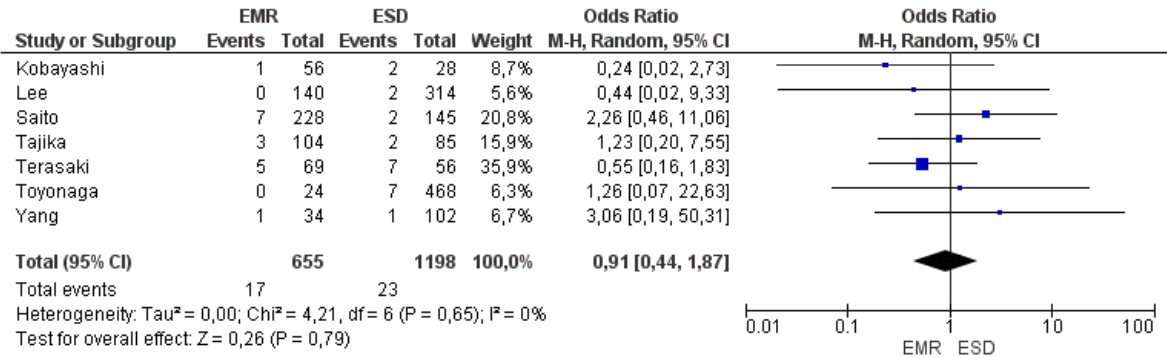 EMR ESD Odds Ratio Odds Ratio
Study or Subgroup Events Total Events Total Weight M-H, Random, 95% CI M-H, Random, 95% CI
Kobayashi 1 56 2 28 8,7% 0,24 [0,02, 2,73]
Lee 0 140 2 314 5,6% 0,44 [0,02, 9,33]
Saito 7 228 2 145 20,8% 2,26 [0,46, 11,06]
Tajika 3 104 2 85 15,9% 1,23 [0,20, 7,55]
Terasaki 5 69 7 56 35,9% 0,55 [0,16, 1,83]
Toyonaga 0 24 7 468 6,3% 1,26 [0,07, 22,63]
Yang 1 34 1 102 6,7% 3,06 [0,19, 50,31]
Total (95% CI) 655 1198 100,0% 0,91 [0,44, 1,87]
Total events 17 23
Heterogeneity: Tau² = 0,00; Chi² = 4,21, df = 6 (P = 0,65); I² = 0%
Test for overall effect: Z = 0,26 (P = 0,79)
0.01 0.1 1 10 100
EMR ESD